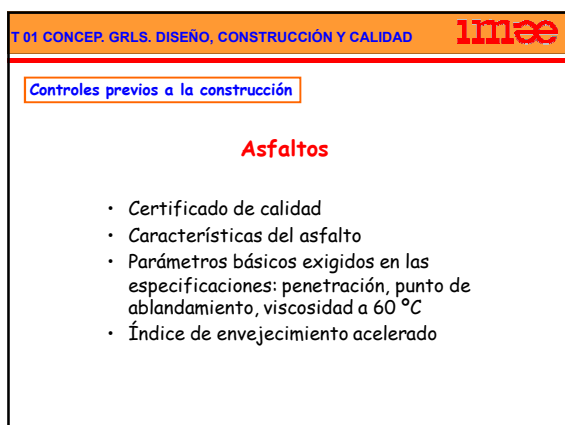 T 01 CONCEP. GRLS. DISEÑO, CONSTRUCCIÓN Y CALIDAD
imae
Controles previos a la construcción
Asfaltos
• Certificado de calidad
• Características del asfalto
• Parámetros básicos exigidos en las
especificaciones: penetración, punto de
ablandamiento, viscosidad a 60 ºC
• Índice de envejecimiento acelerado